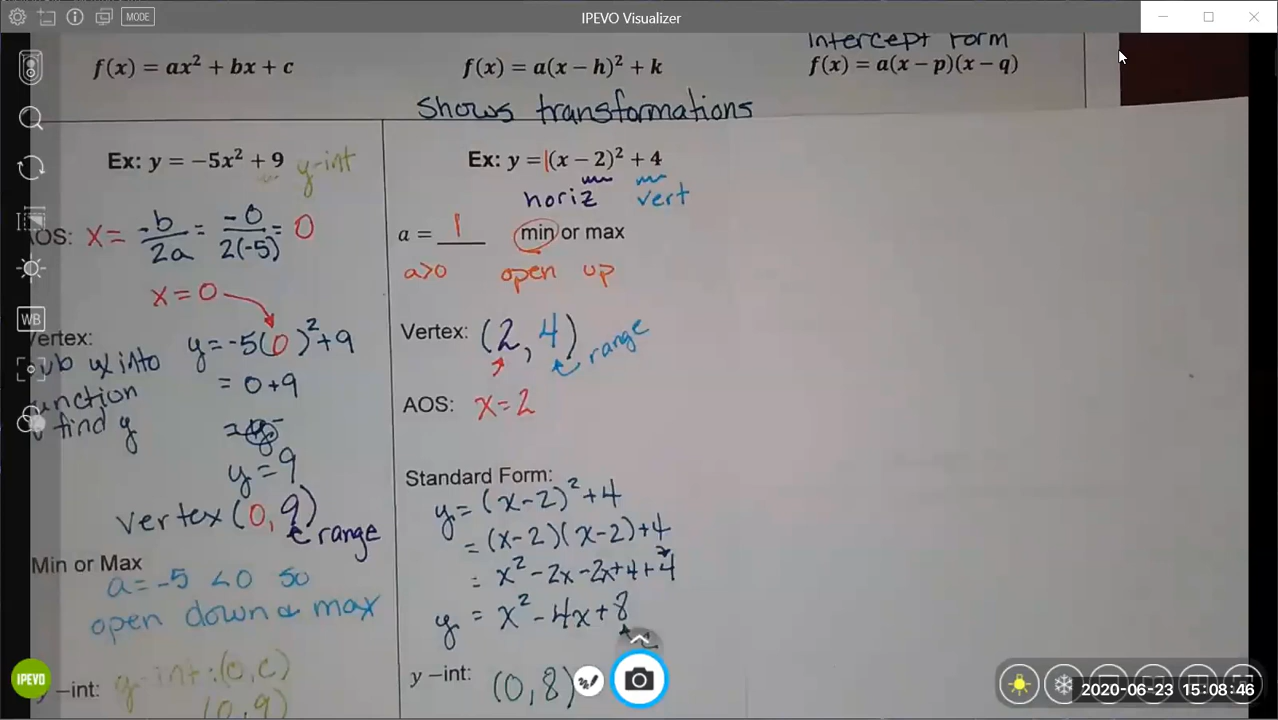 IPEVO Visualizer
MODE
WB
intercept form
f(x) = ax² + bx + c
f(x) = a(x − h)² + k
f(x) = a(x − p)(x − q)
Shows transformations
Ex: y = −5x² + 9 y-int
AOS: x = -b/2a = -0/2(-5) = 0
x = 0
Vertex:
y = -5(0)² + 9
sub x into
function
find y
= 0+9
y = 9
vertex (0, 9)
range
Min or Max
a = -5 <0 so
open down & max
y-int: y-int: (0, c)
(0, 9)
Ex: y = 1(x − 2)² + 4
horiz vert
a = 1 min or max
a>0 open up
Vertex: (2, 4) range
AOS: x = 2
Standard Form:
y = (x-2)² + 4
= (x-2)(x-2)+4
= x² - 2x - 2x + 4 + 4
y = x² - 4x + 8
c
y –int: (0, 8)
IPEVO
2020-06-23 15:08:46